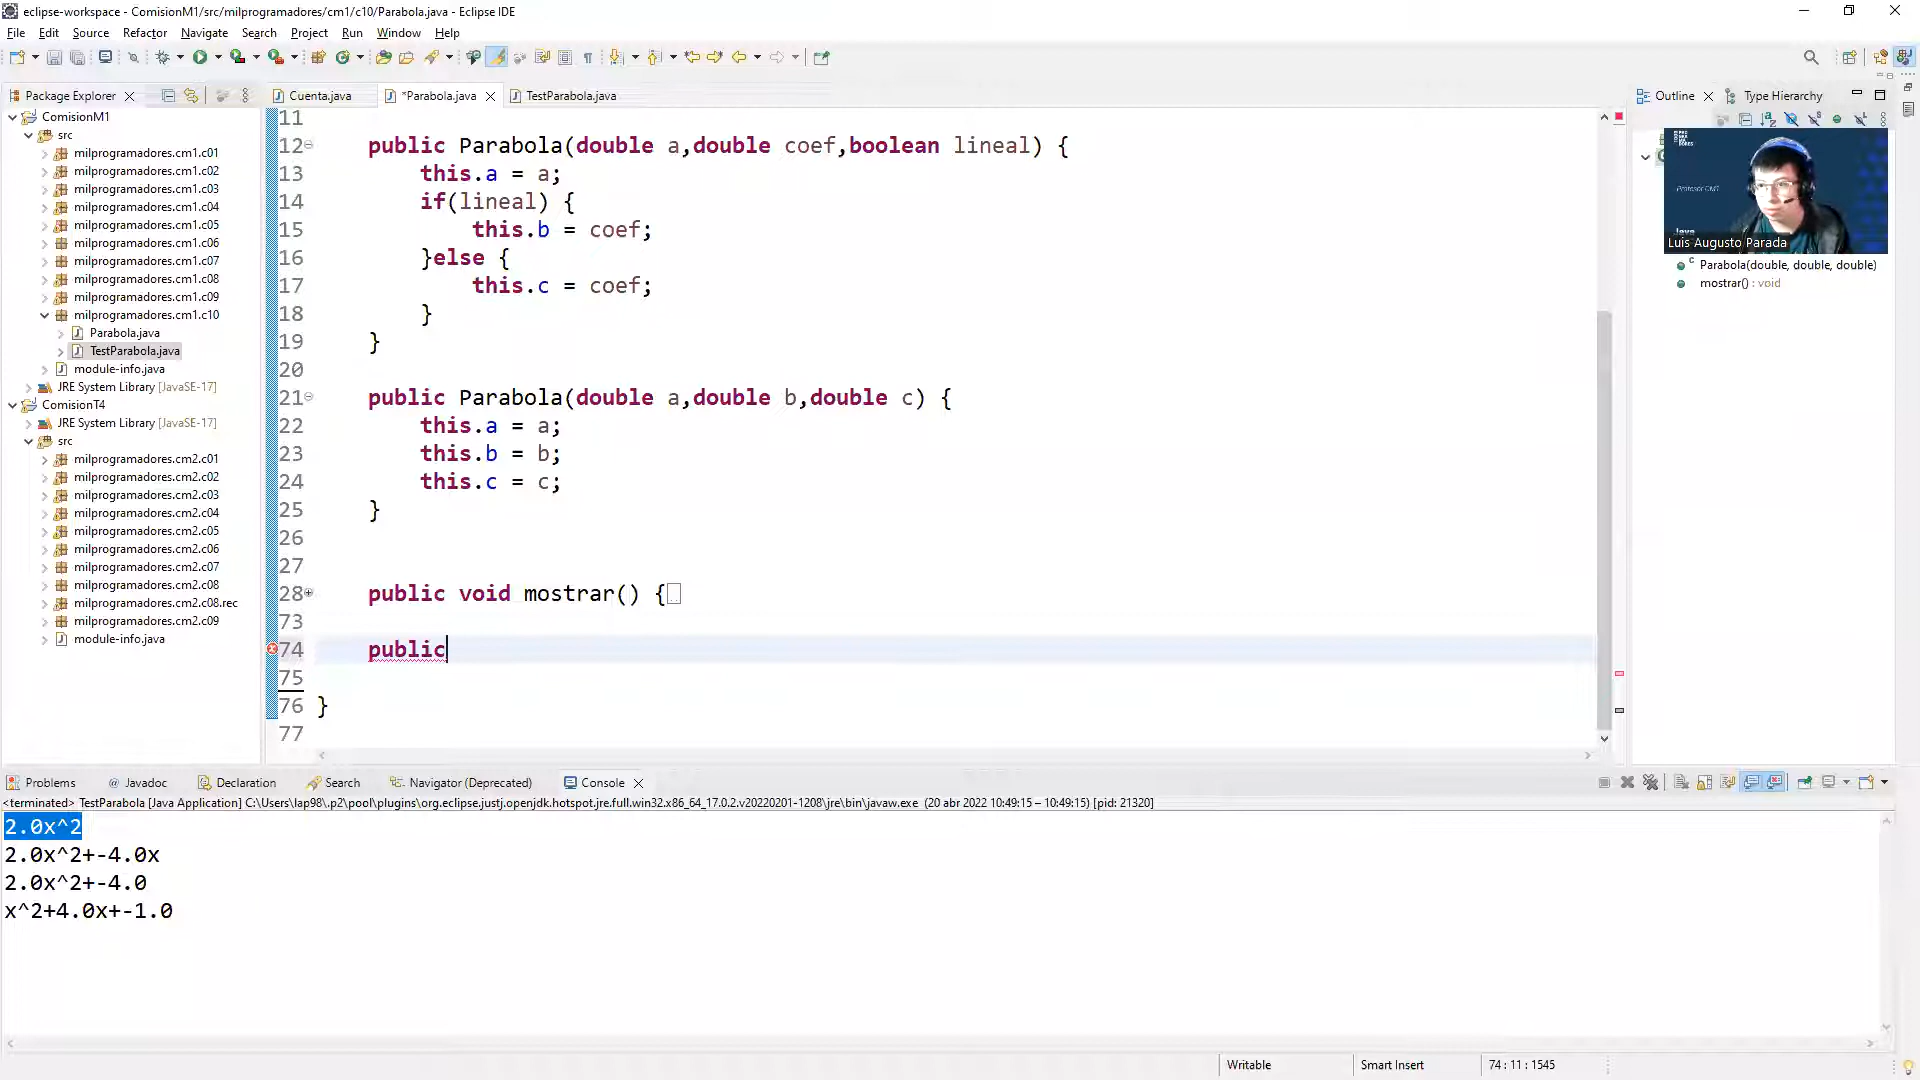 eclipse-workspace - ComisionM1/src/milprogramadores/cm1/c10/Parabola.java - Eclipse IDE
File Edit Source Refactor Navigate Search Project Run Window Help
Package Explorer
ComisionM1
src
milprogramadores.cm1.c01
milprogramadores.cm1.c02
milprogramadores.cm1.c03
milprogramadores.cm1.c04
milprogramadores.cm1.c05
milprogramadores.cm1.c06
milprogramadores.cm1.c07
milprogramadores.cm1.c08
milprogramadores.cm1.c09
milprogramadores.cm1.c10
Parabola.java
TestParabola.java
module-info.java
JRE System Library [JavaSE-17]
ComisionT4
JRE System Library [JavaSE-17]
src
milprogramadores.cm2.c01
milprogramadores.cm2.c02
milprogramadores.cm2.c03
milprogramadores.cm2.c04
milprogramadores.cm2.c05
milprogramadores.cm2.c06
milprogramadores.cm2.c07
milprogramadores.cm2.c08
milprogramadores.cm2.c08.rec
milprogramadores.cm2.c09
module-info.java
Cuenta.java *Parabola.java TestParabola.java
11
12 public Parabola(double a,double coef,boolean lineal) {
13 this.a = a;
14 if(lineal) {
15 this.b = coef;
16 }else {
17 this.c = coef;
18 }
19 }
20
21 public Parabola(double a,double b,double c) {
22 this.a = a;
23 this.b = b;
24 this.c = c;
25 }
26
27
28 public void mostrar() {
73
74 public
75
76 }
77
Outline Type Hierarchy
Profesor CM1
Java
Luis Augusto Parada
Parabola(double, double, double)
mostrar() : void
Problems Javadoc Declaration Search Navigator (Deprecated) Console
<terminated> TestParabola [Java Application] C:\Users\lap98\.p2\pool\plugins\org.eclipse.justj.openjdk.hotspot.jre.full.win32.x86_64_17.0.2.v20220201-1208\jre\bin\javaw.exe (20 abr 2022 10:49:15 – 10:49:15) [pid: 21320]
2.0x^2
2.0x^2+-4.0x
2.0x^2+-4.0
x^2+4.0x+-1.0
Writable Smart Insert 74 : 11 : 1545